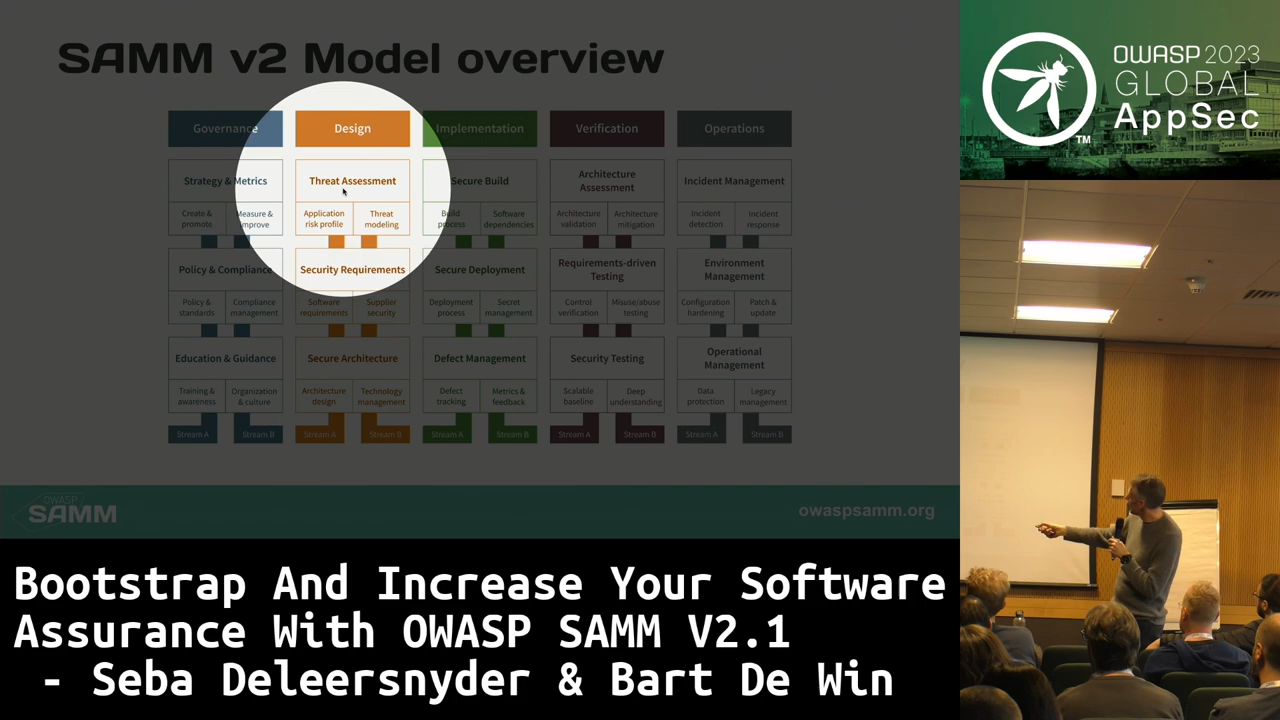 SAMM v2 Model overview
Governance
Design
Implementation
Verification
Operations
Strategy & Metrics
Threat Assessment
Secure Build
Architecture
Assessment
Incident Management
Create &
promote
Measure &
improve
Application
risk profile
Threat
modeling
Build
process
Software
dependencies
Architecture
validation
Architecture
mitigation
Incident
detection
Incident
response
Policy & Compliance
Security Requirements
Secure Deployment
Requirements-driven
Testing
Environment
Management
Policy &
standards
Compliance
management
Software
requirements
Supplier
security
Deployment
process
Secret
management
Control
verification
Misuse/abuse
testing
Configuration
hardening
Patch &
update
Education & Guidance
Secure Architecture
Defect Management
Security Testing
Operational
Management
Training &
awareness
Organization
& culture
Architecture
design
Technology
management
Defect
tracking
Metrics &
feedback
Scalable
baseline
Deep
understanding
Data
protection
Legacy
management
Stream A
Stream B
Stream A
Stream B
Stream A
Stream B
Stream A
Stream B
Stream A
Stream B
OWASP
SAMM
owaspsamm.org
OWASP 2023
GLOBAL
AppSec
TM
Bootstrap And Increase Your Software
Assurance With OWASP SAMM V2.1
- Seba Deleersnyder & Bart De Win